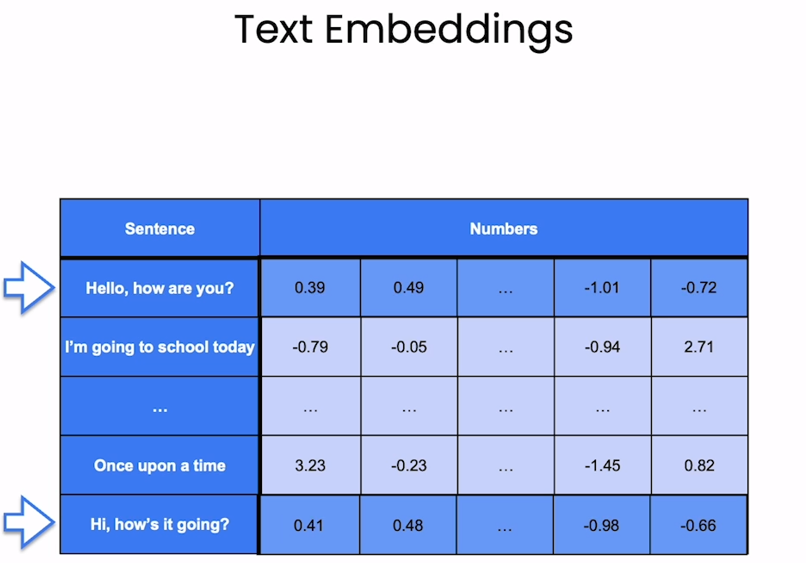 Text Embeddings
Sentence Numbers
Hello, how are you? 0.39 0.49 ... -1.01 -0.72
I'm going to school today -0.79 -0.05 ... -0.94 2.71
... ... ... ... ... ...
Once upon a time 3.23 -0.23 ... -1.45 0.82
Hi, how's it going? 0.41 0.48 ... -0.98 -0.66